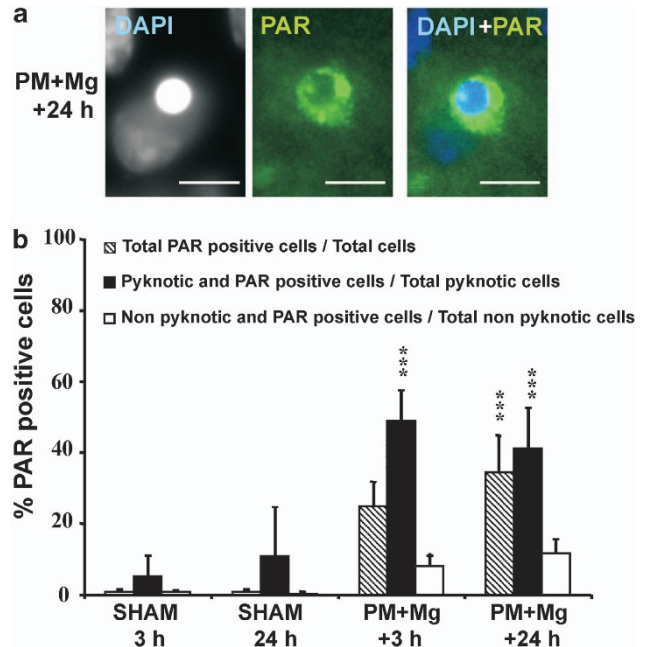 a
DAPI PAR DAPI+PAR
PM+Mg
+24 h
b
100
80
60
40
20
0
% PAR positive cells
Total PAR positive cells / Total cells
Pyknotic and PAR positive cells / Total pyknotic cells
Non pyknotic and PAR positive cells / Total non pyknotic cells
*** *** ***
SHAM SHAM PM+Mg PM+Mg
3 h 24 h +3 h +24 h